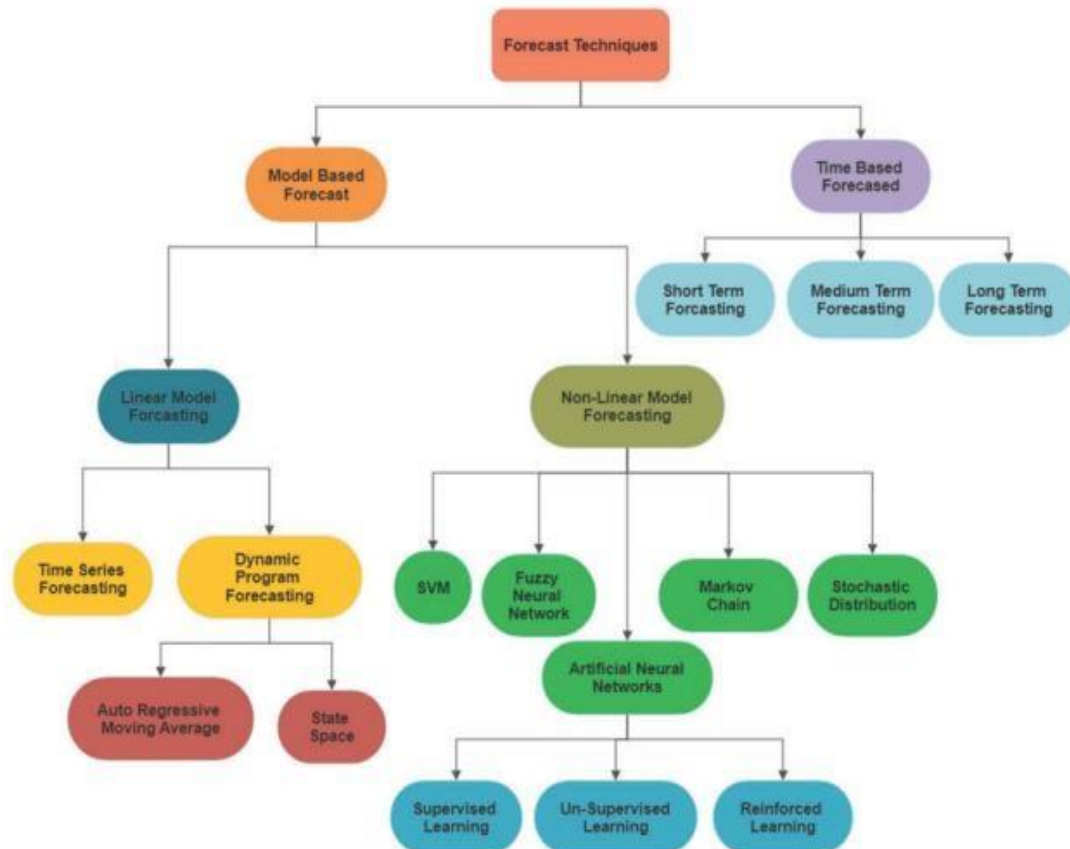 Forecast Techniques
Model Based
Forecast
Time Based
Forecased
Short Term
Forcasting
Medium Term
Forecasting
Long Term
Forecasting
Linear Model
Forcasting
Non-Linear Model
Forecasting
Time Series
Forecasting
Dynamic
Program
Forecasting
SVM
Fuzzy
Neural
Network
Markov
Chain
Stochastic
Distribution
Artificial Neural
Networks
Auto Regressive
Moving Average
State
Space
Supervised
Learning
Un-Supervised
Learning
Reinforced
Learning